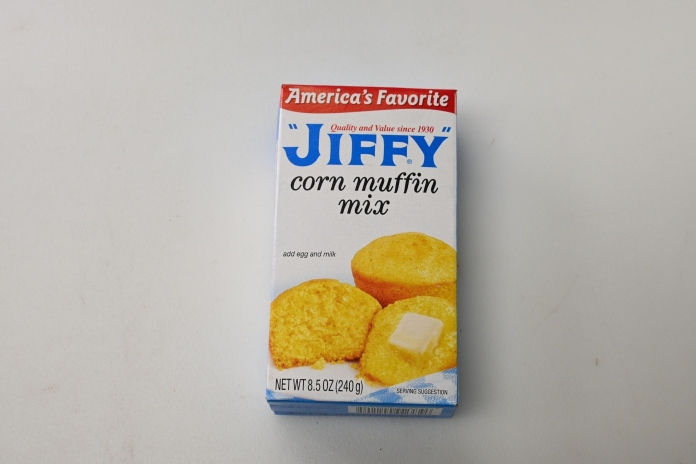 America's Favorite
Quality and Value since 1930
"JIFFY"®
corn muffin
mix
add egg and milk
NET WT 8.5 OZ (240 g)
SERVING SUGGESTION